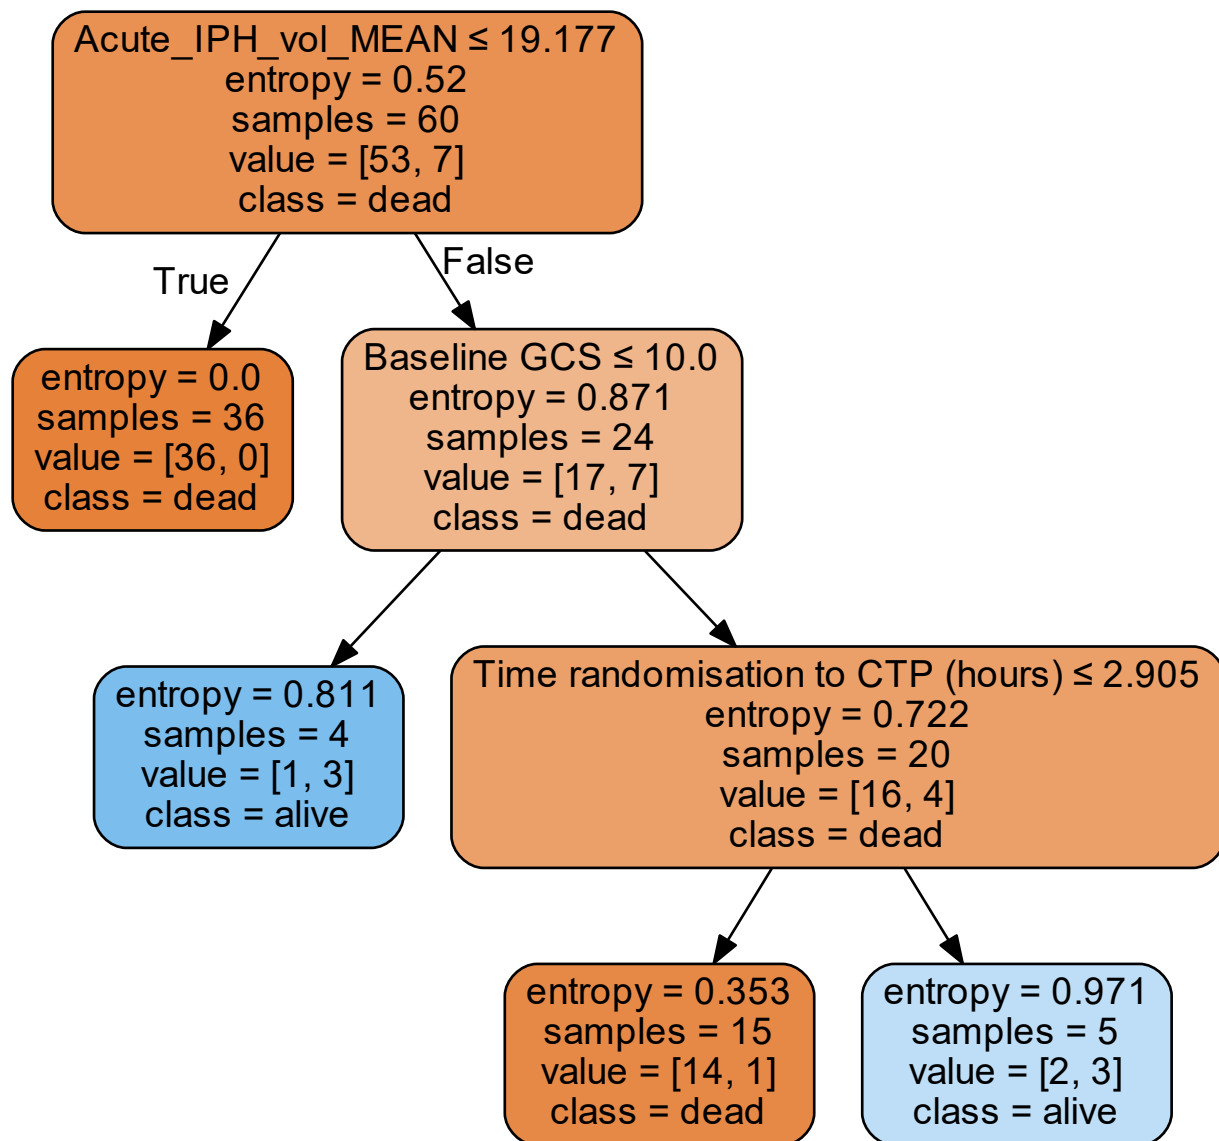 Acute_IPH_vol_MEAN ≤ 19.177
entropy = 0.52
samples = 60
value = [53, 7]
class = dead
True
False
entropy = 0.0
samples = 36
value = [36, 0]
class = dead
Baseline GCS ≤ 10.0
entropy = 0.871
samples = 24
value = [17, 7]
class = dead
entropy = 0.811
samples = 4
value = [1, 3]
class = alive
Time randomisation to CTP (hours) ≤ 2.905
entropy = 0.722
samples = 20
value = [16, 4]
class = dead
entropy = 0.353
samples = 15
value = [14, 1]
class = dead
entropy = 0.971
samples = 5
value = [2, 3]
class = alive